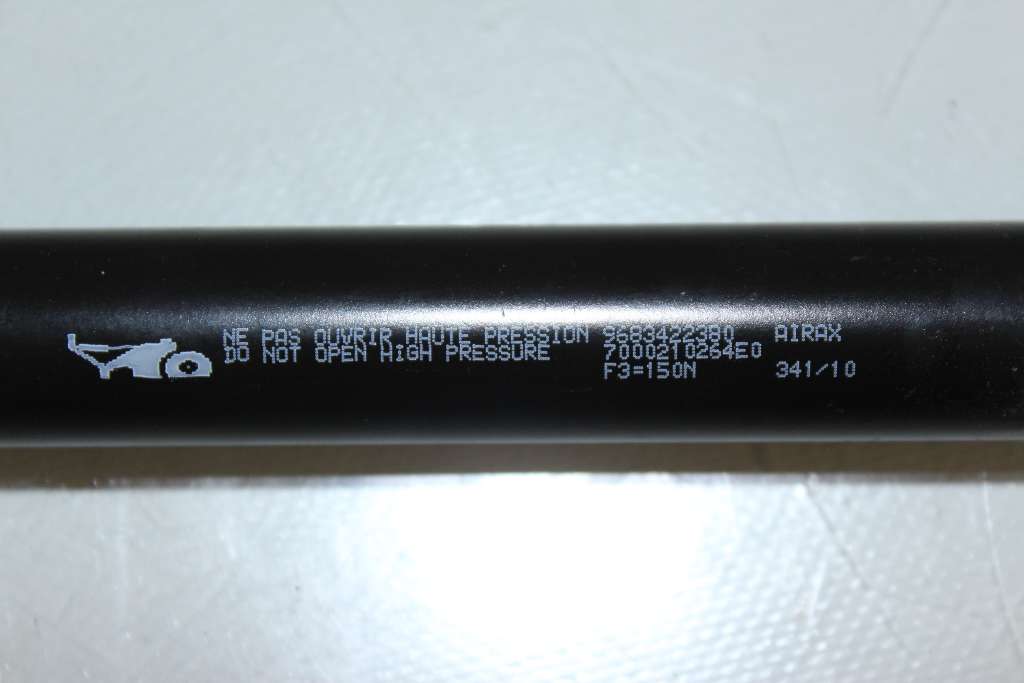 NE PAS OUVRIR HAUTE PRESSION 9683422380 AIRAX
DO NOT OPEN HIGH PRESSURE 7000210264E0
F3=150N 341/10